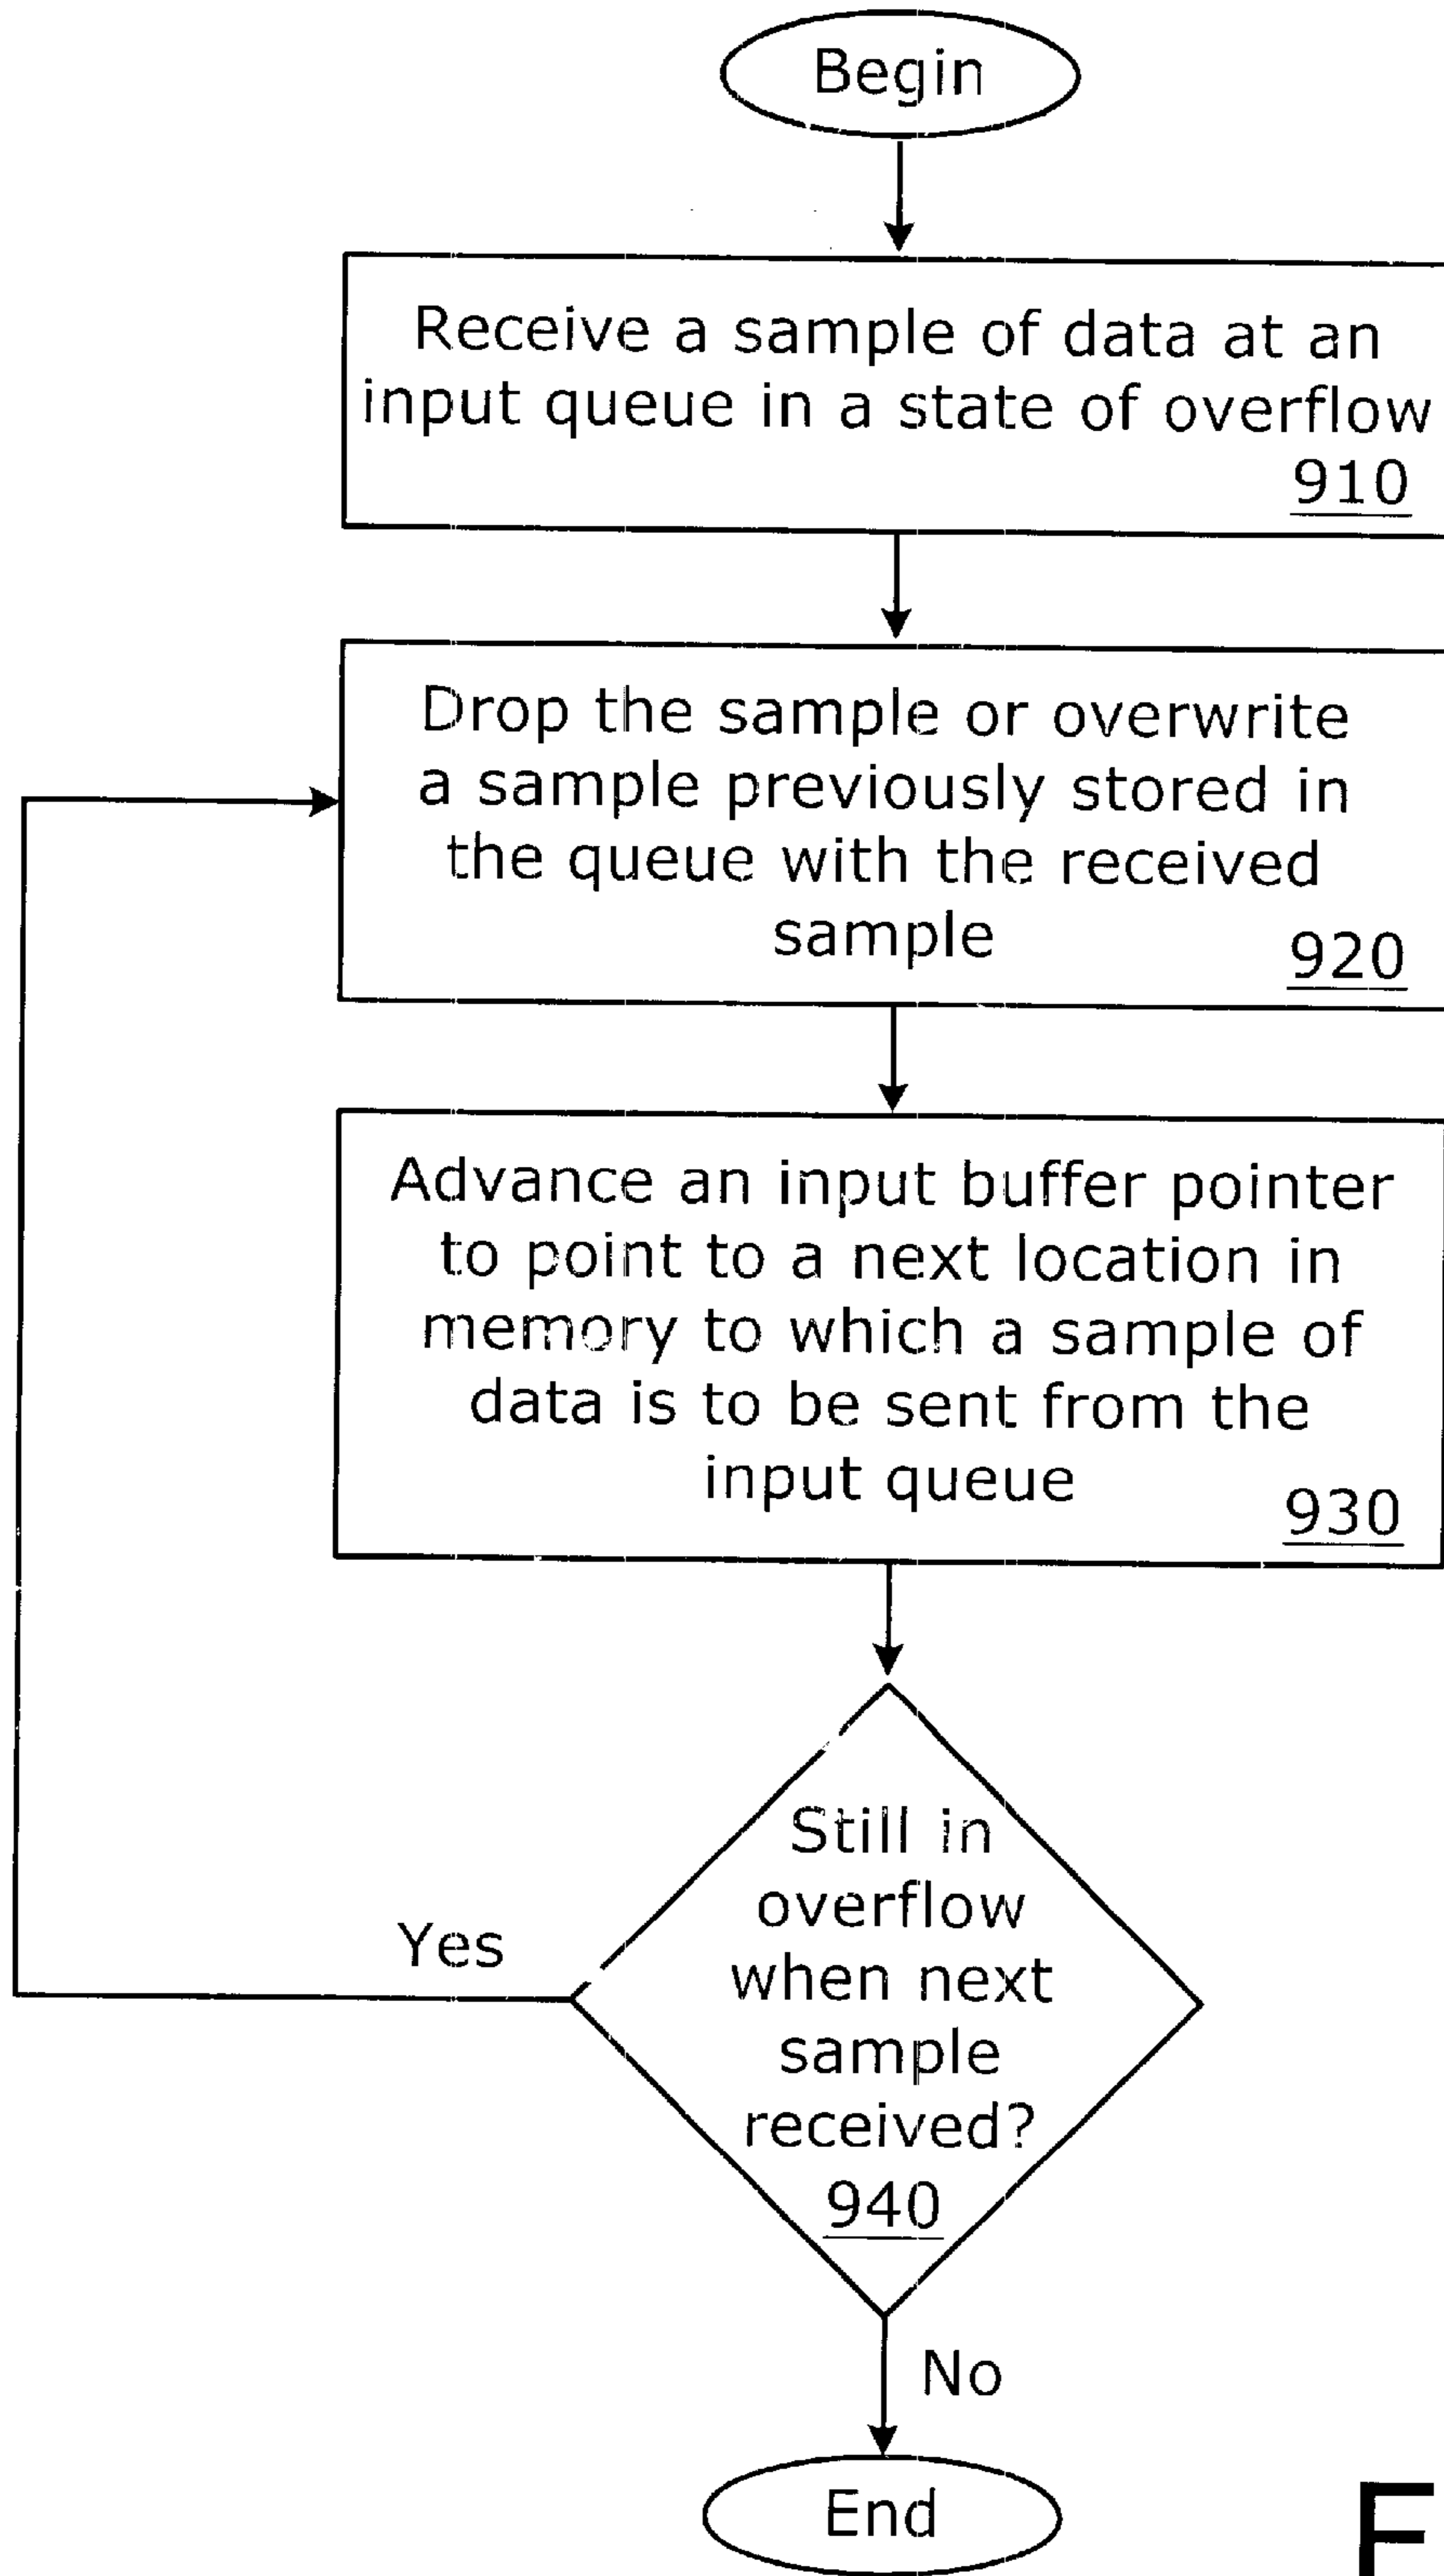 Begin
Receive a sample of data at an
input queue in a state of overflow
910
Drop the sample or overwrite
a sample previously stored in
the queue with the received
sample
920
Advance an input buffer pointer
to point to a next location in
memory to which a sample of
data is to be sent from the
input queue
930
Still in
overflow
when next
sample
received?
940
Yes
No
End
F